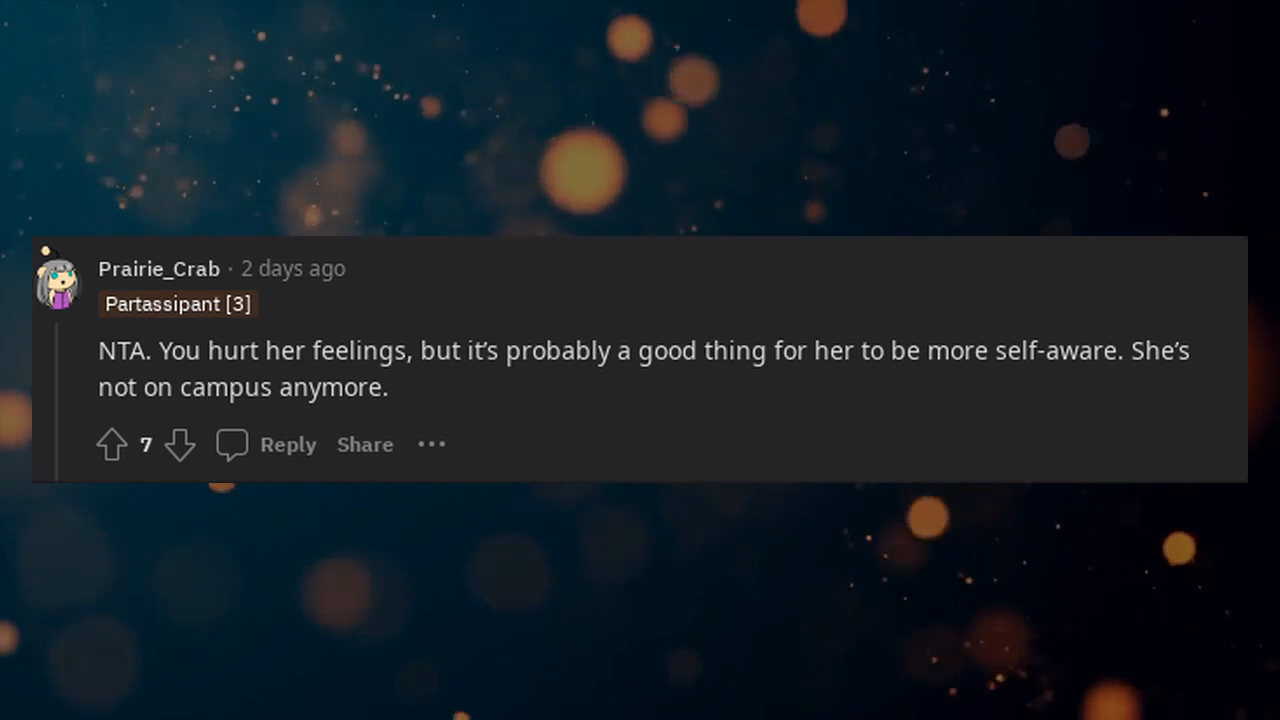 Prairie_Crab · 2 days ago
Partassipant [3]
NTA. You hurt her feelings, but it’s probably a good thing for her to be more self-aware. She’s
not on campus anymore.
7 Reply Share ···